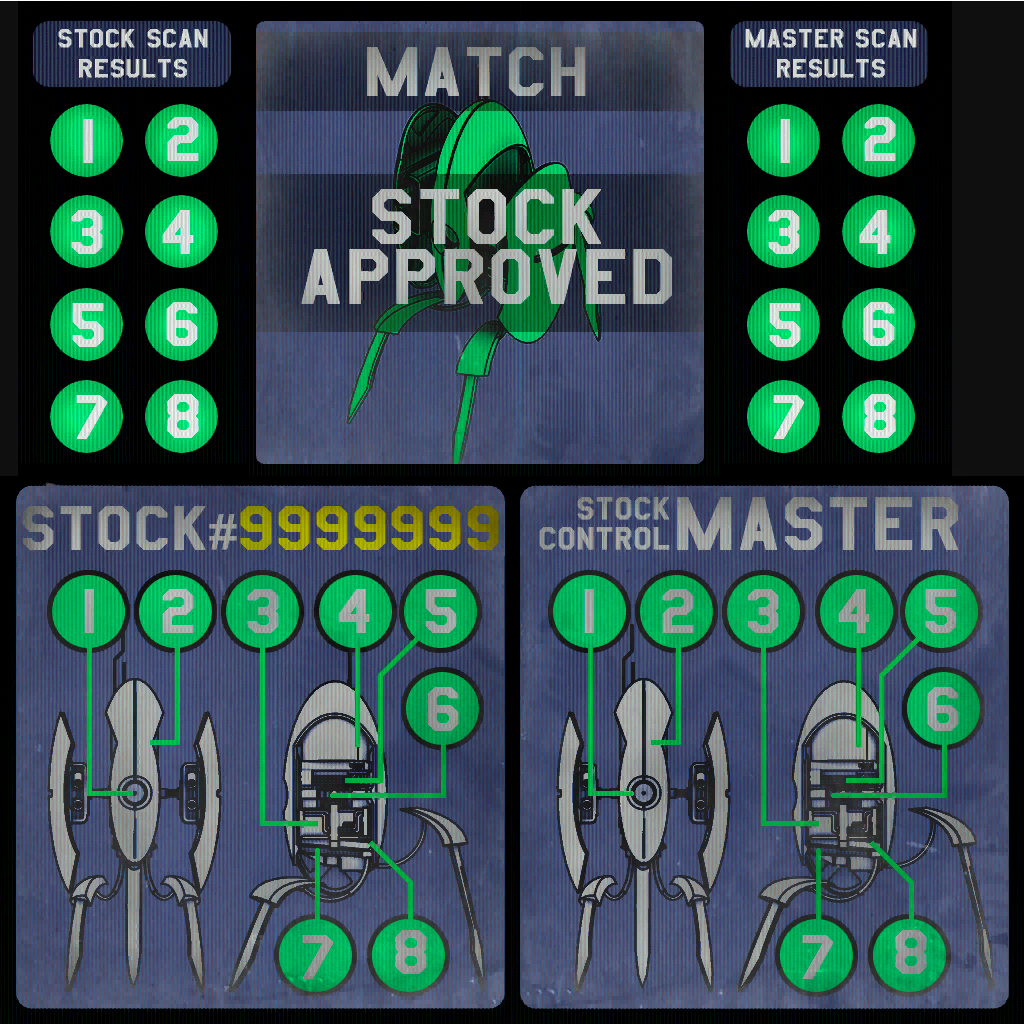 STOCK SCAN
RESULTS
1 2
3 4
5 6
7 8
MATCH
STOCK
APPROVED
MASTER SCAN
RESULTS
1 2
3 4
5 6
7 8
STOCK#9999999
1 2 3 4 5
6
7 8
STOCK
CONTROL MASTER
1 2 3 4 5
6
7 8